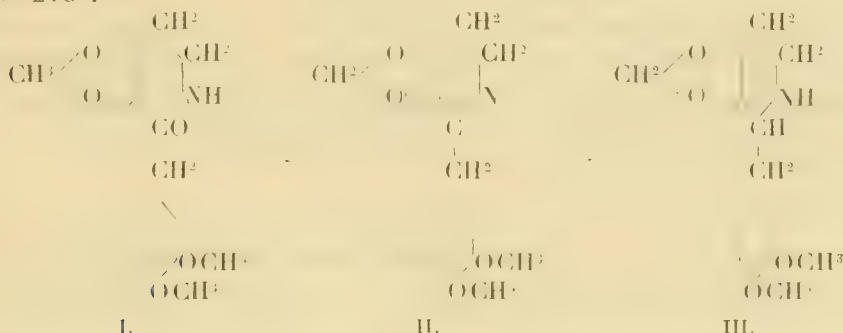 CH² CH² CH²
O CH² O CH² O CH²
CH² CH² CH²
O NH O N O NH
CO C CH
CH² CH² CH²
OCH³ OCH³ OCH³
OCH³ OCH³ OCH³
I. II. III.